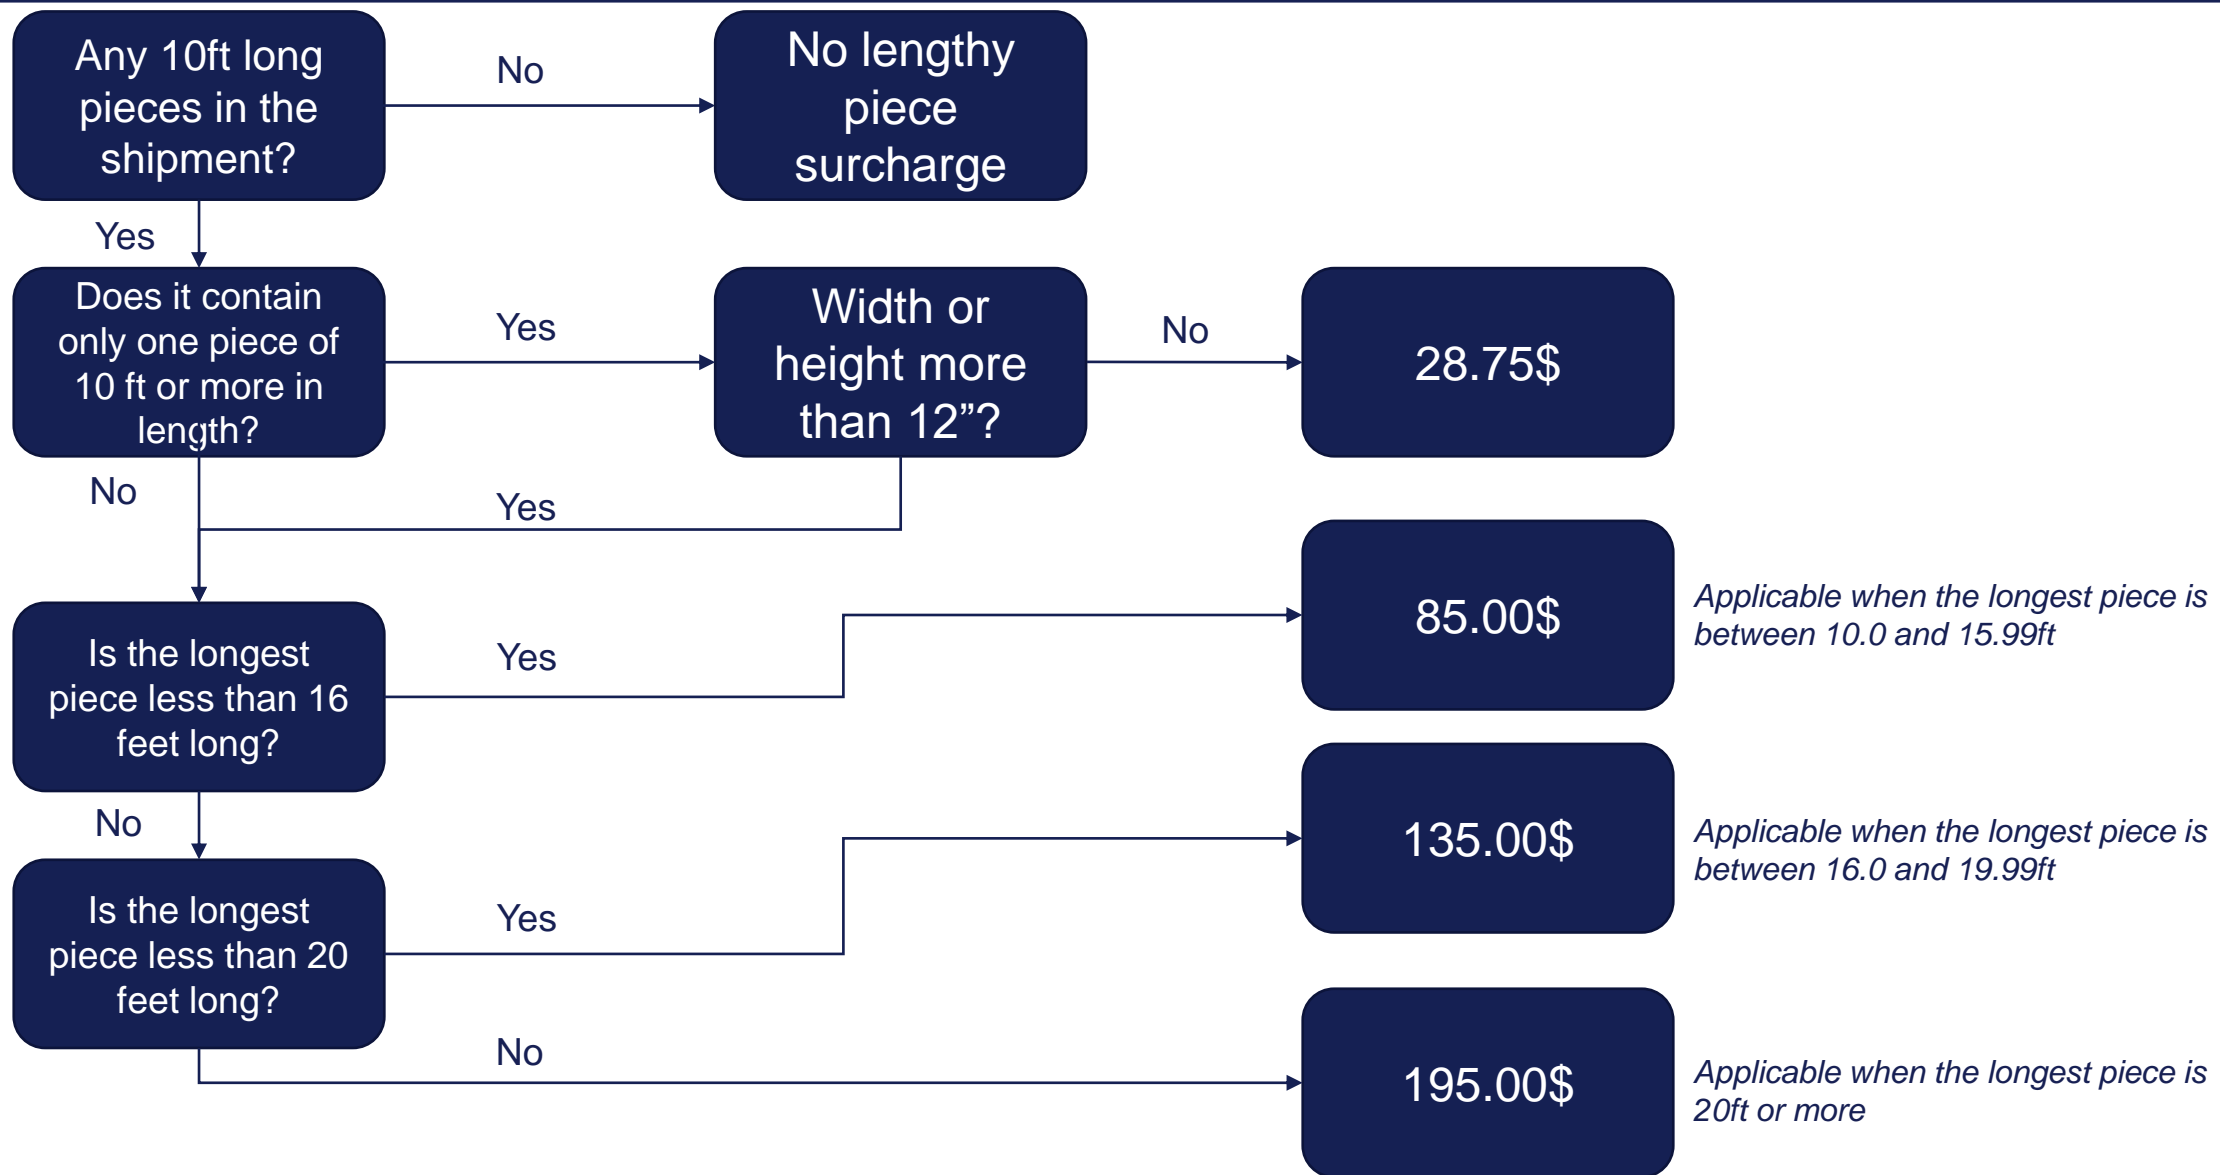 Any 10ft long
pieces in the
shipment?
No
No lengthy
piece
surcharge
Yes
Does it contain
only one piece of
10 ft or more in
length?
Yes
Width or
height more
than 12”?
No
28.75$
No
Yes
Is the longest
piece less than 16
feet long?
Yes
85.00$
Applicable when the longest piece is
between 10.0 and 15.99ft
No
Is the longest
piece less than 20
feet long?
Yes
135.00$
Applicable when the longest piece is
between 16.0 and 19.99ft
No
195.00$
Applicable when the longest piece is
20ft or more